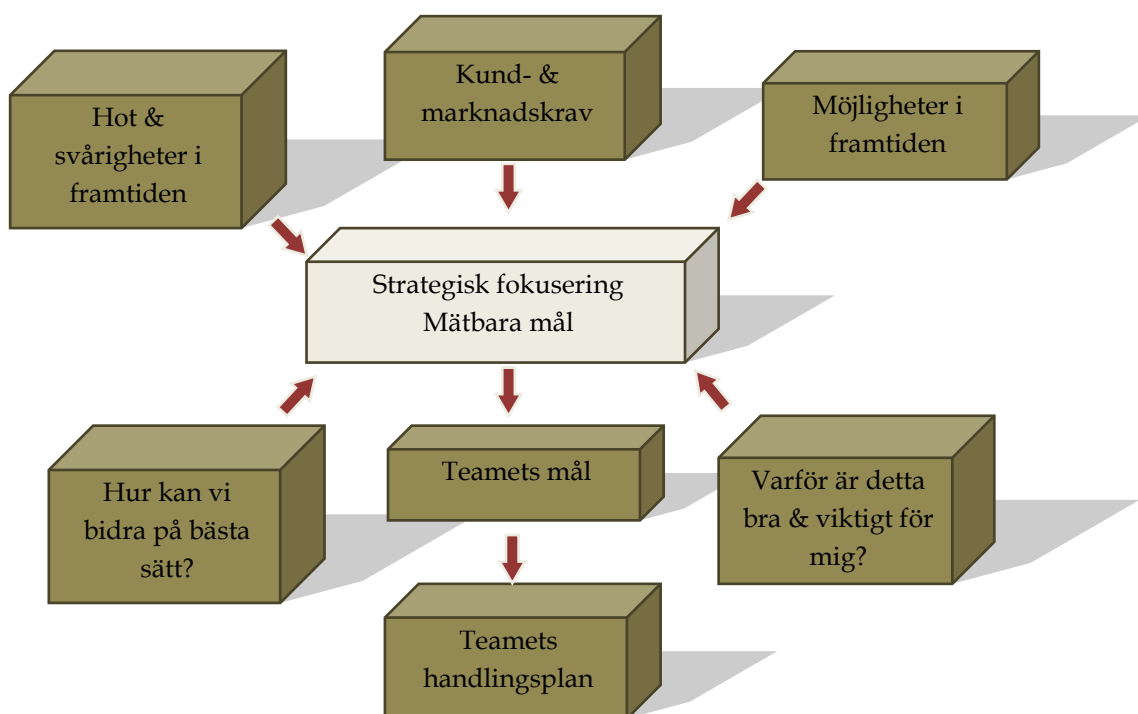 Hot &
svårigheter i
framtiden
Kund- &
marknadskrav
Möjligheter i
framtiden
Strategisk fokusering
Mätbara mål
Hur kan vi
bidra på bästa
sätt?
Teamets mål
Varför är detta
bra & viktigt för
mig?
Teamets
handlingsplan